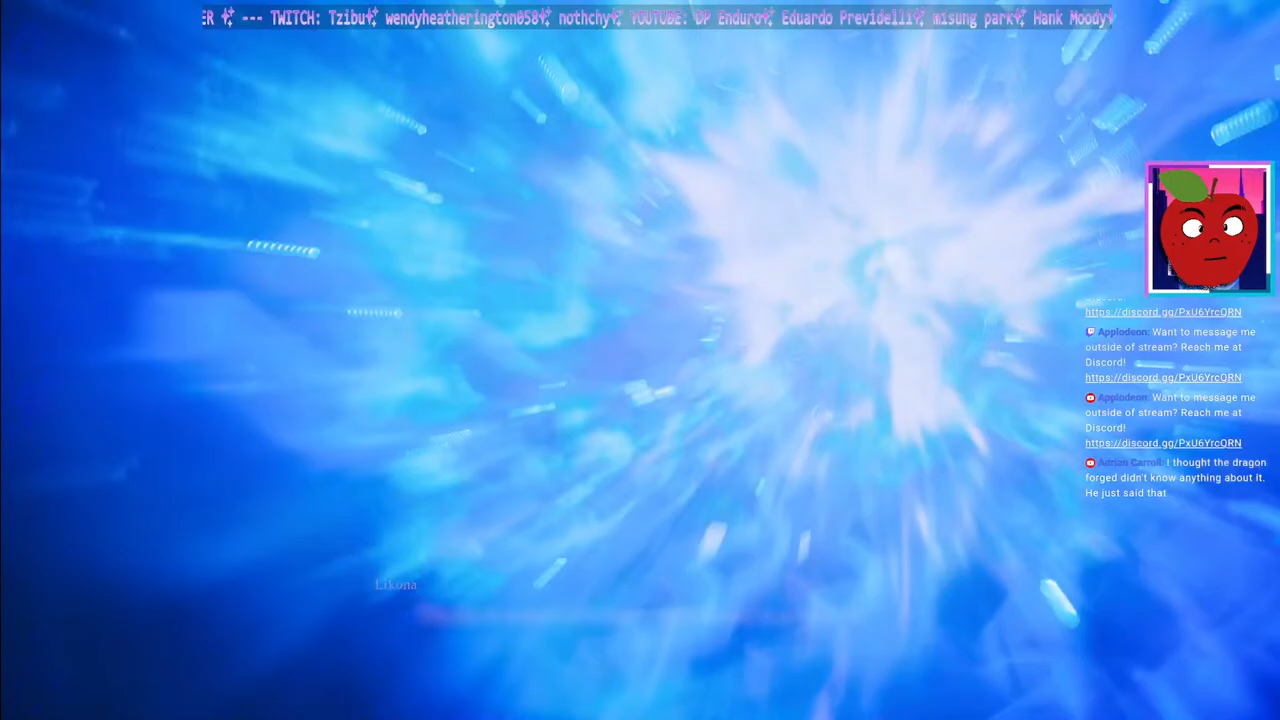 ER --- TWITCH: Tzibu wendyheatherington058 nothchy YOUTUBE: DP Enduro Eduardo Previdelli misung park Hank Moody
https://discord.gg/PxU6YrcQRN
Applodeon: Want to message me
outside of stream? Reach me at
Discord!
https://discord.gg/PxU6YrcQRN
Applodeon: Want to message me
outside of stream? Reach me at
Discord!
https://discord.gg/PxU6YrcQRN
Adrian Carroll: I thought the dragon
forged didn't know anything about it.
He just said that
Likona